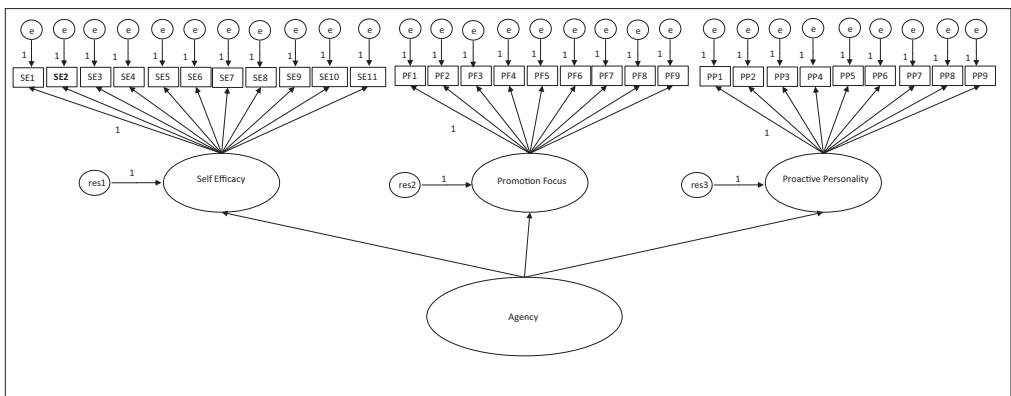 e e e e e e e e e e e e e e e e e e e e e e e e e e e e e
1 1 1 1 1 1 1 1 1 1 1 1 1 1 1 1 1 1 1 1 1 1 1 1 1 1 1 1 1
SE1 SE2 SE3 SE4 SE5 SE6 SE7 SE8 SE9 SE10 SE11 PF1 PF2 PF3 PF4 PF5 PF6 PF7 PF8 PF9 PP1 PP2 PP3 PP4 PP5 PP6 PP7 PP8 PP9
1 1 1
res1 1 Self Efficacy res2 1 Promotion Focus res3 1 Proactive Personality
Agency